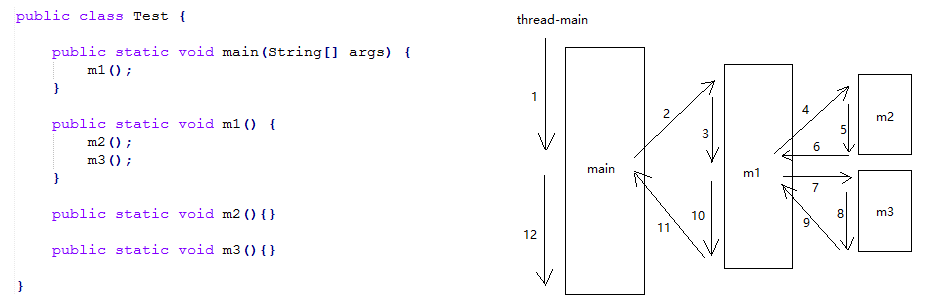 public class Test {
public static void main(String[] args) {
m1();
}
public static void m1() {
m2();
m3();
}
public static void m2(){}
public static void m3(){}
}
thread-main
1
12
main
2
3
10
11
m1
4
5
6
7
8
9
m2
m3